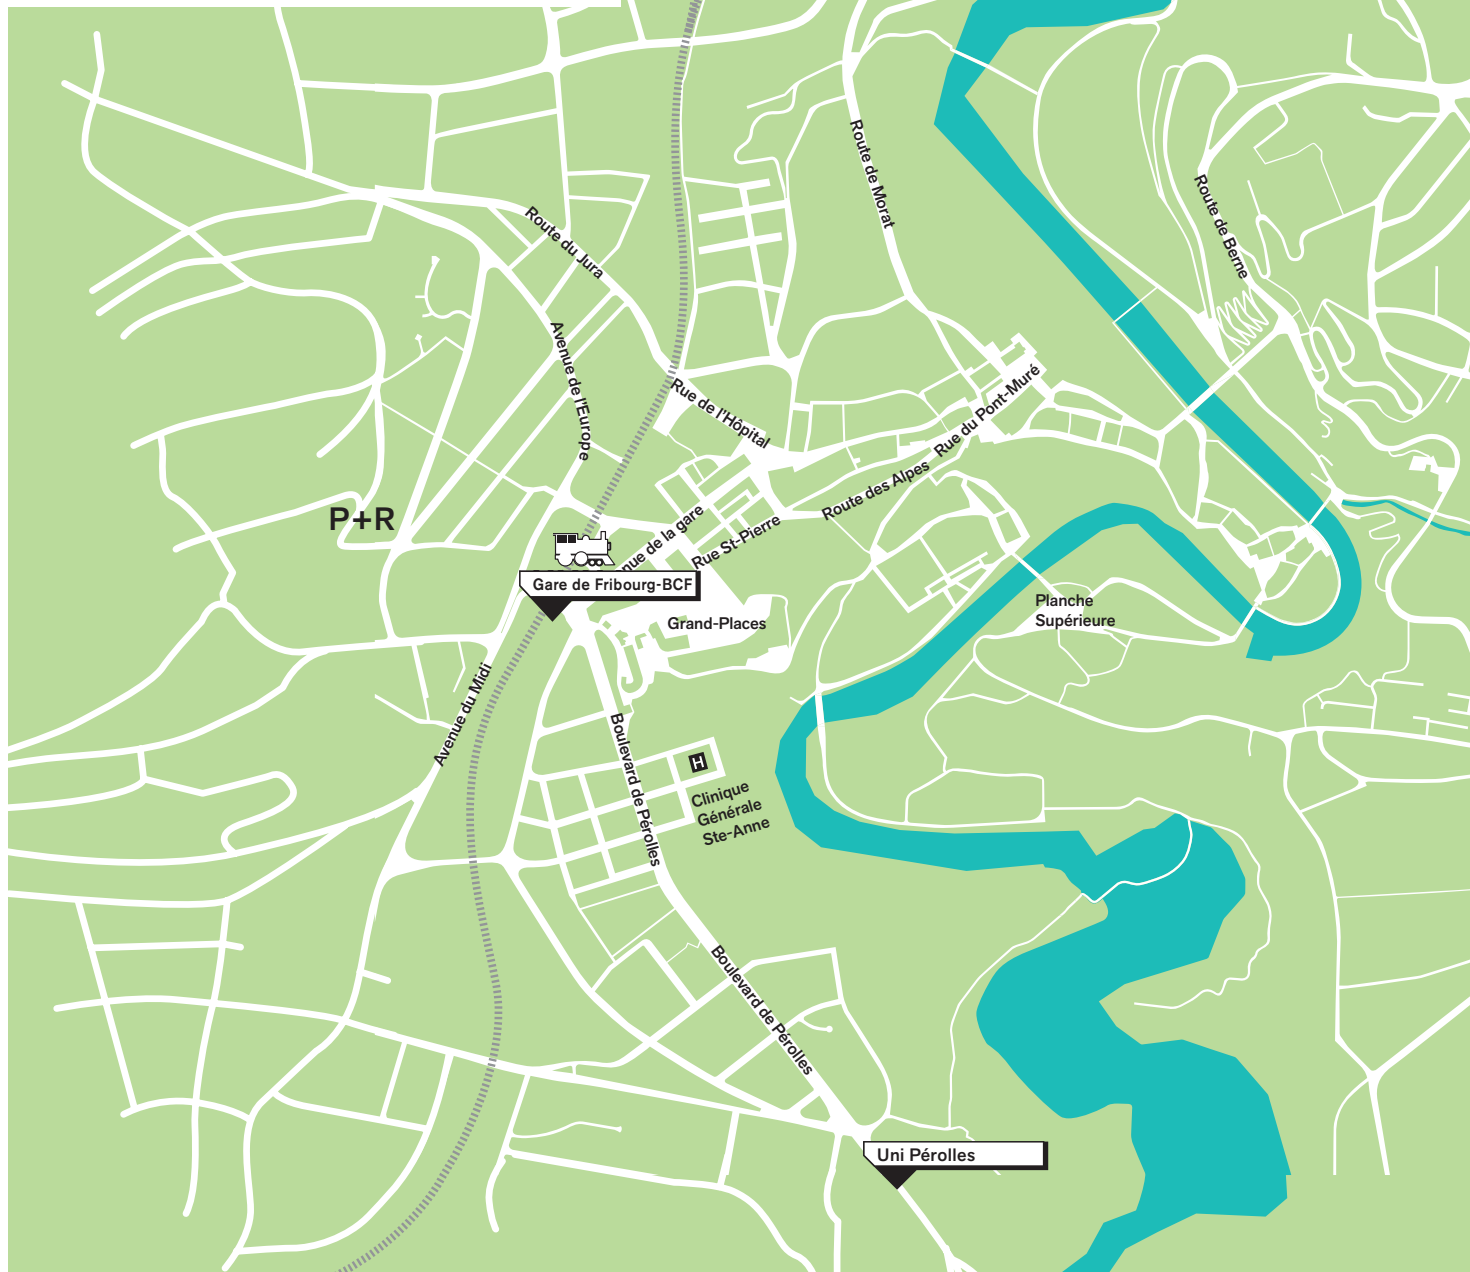 Route de Morat
Route de Berne
Route du Jura
Avenue de l'Europe
Rue de l'Hôpital
Rue du Pont-Muré
Route des Alpes
P+R
nue de la gare
Rue St-Pierre
Gare de Fribourg-BCF
Grand-Places
Planche
Supérieure
Avenue du Midi
Boulevard de Pérolles
H
Clinique
Générale
Ste-Anne
Boulevard de Pérolles
Uni Pérolles